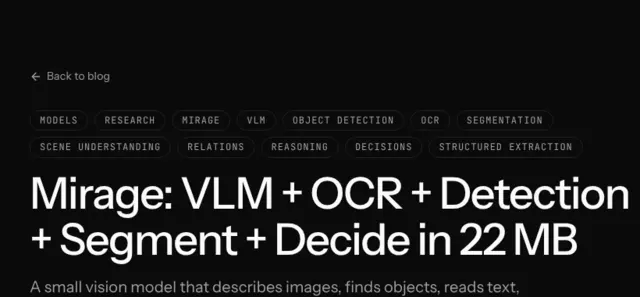 ← Back to blog
MODELS RESEARCH MIRAGE VLM OBJECT DETECTION OCR SEGMENTATION
SCENE UNDERSTANDING RELATIONS REASONING DECISIONS STRUCTURED EXTRACTION
Mirage: VLM + OCR + Detection
+ Segment + Decide in 22 MB
A small vision model that describes images, finds objects, reads text,